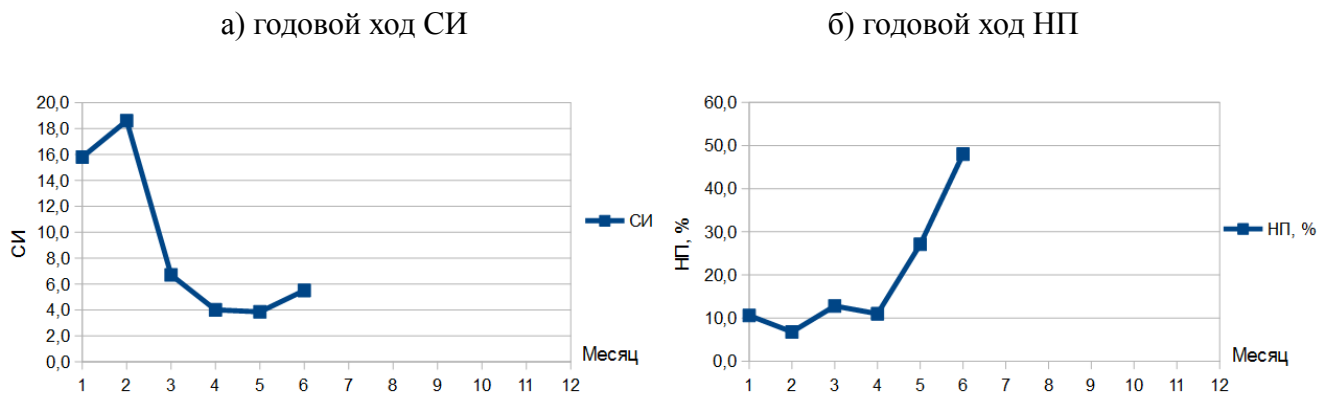 а) годовой ход СИ
б) годовой ход НП
20,0
18,0
16,0
14,0
12,0
10,0
8,0
6,0
4,0
2,0
0,0
СИ
СИ
Месяц
1 2 3 4 5 6 7 8 9 10 11 12
60,0
50,0
40,0
30,0
20,0
10,0
0,0
НП, %
НП, %
Месяц
1 2 3 4 5 6 7 8 9 10 11 12